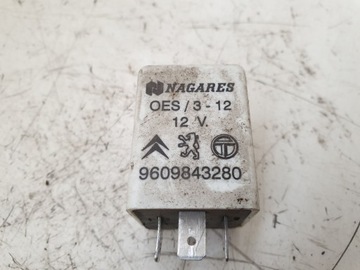 NAGARES
OES / 3 - 12
12 V.
9609843280